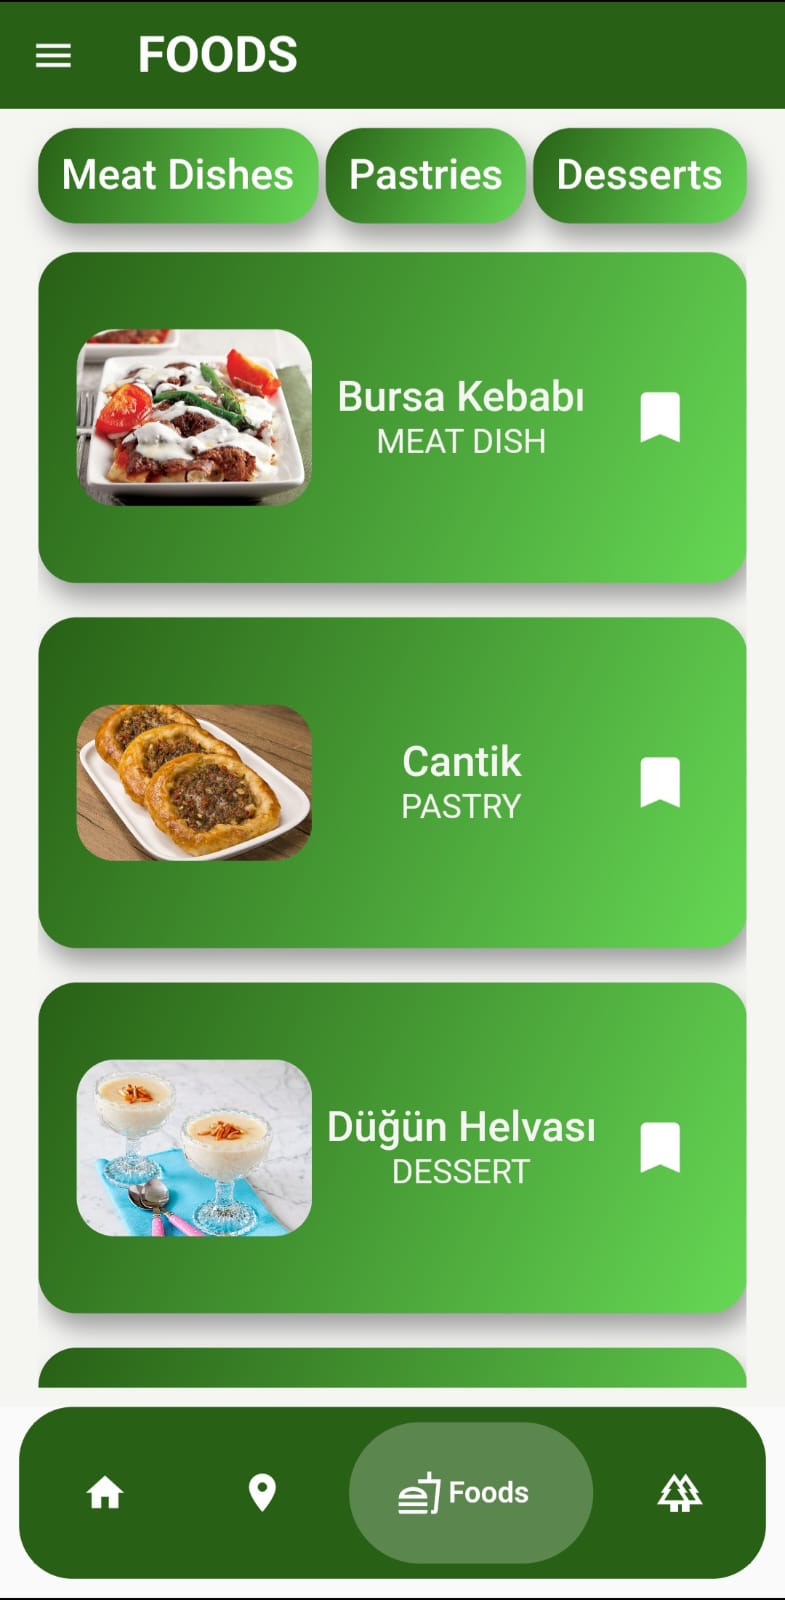 FOODS
Meat Dishes
Pastries
Desserts
Bursa Kebabı
MEAT DISH
Cantik
PASTRY
Düğün Helvası
DESSERT
Foods